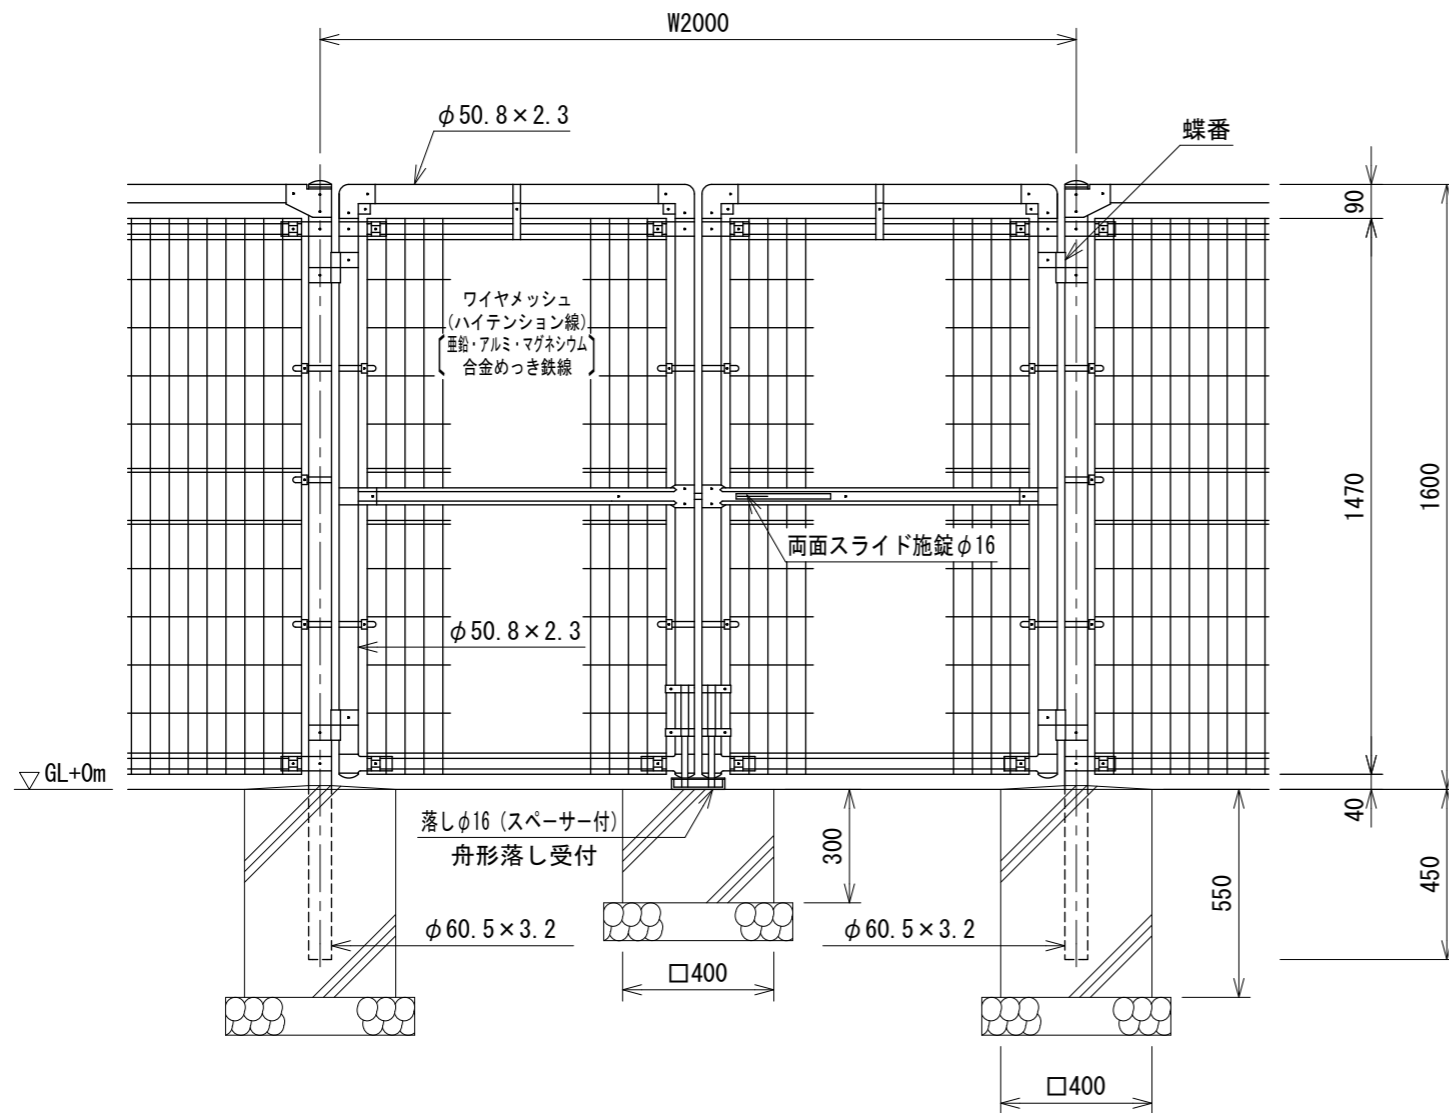 W2000
φ50.8×2.3
蝶番
90
ワイヤメッシュ
(ハイテンション線)
亜鉛・アルミ・マグネシウム
合金めっき鉄線
1470
1600
両面スライド施錠φ16
φ50.8×2.3
GL+0m
40
落しφ16 (スペーサー付)
舟形落し受付
300
550
450
φ60.5×3.2
φ60.5×3.2
□400
□400